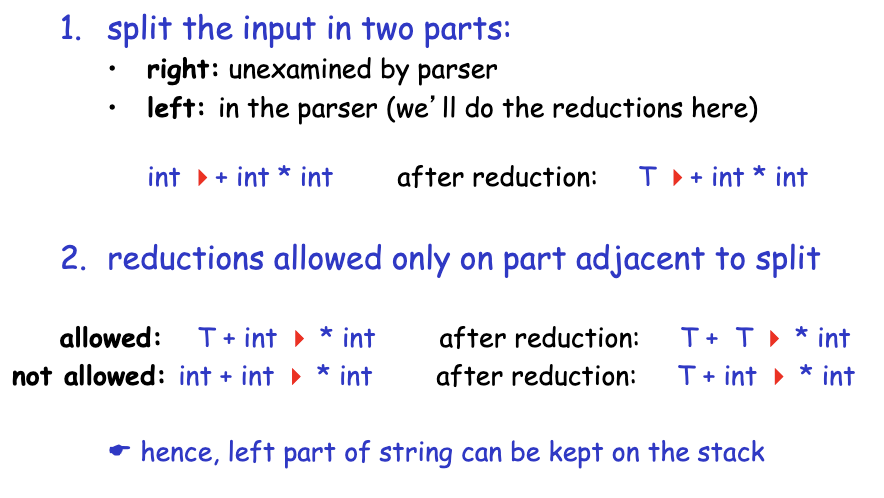 1. split the input in two parts:
• right: unexamined by parser
• left: in the parser (we’ll do the reductions here)
int ▸ + int * int after reduction: T ▸ + int * int
2. reductions allowed only on part adjacent to split
allowed: T + int ▸ * int after reduction: T + T ▸ * int
not allowed: int + int ▸ * int after reduction: T + int ▸ * int
☛ hence, left part of string can be kept on the stack